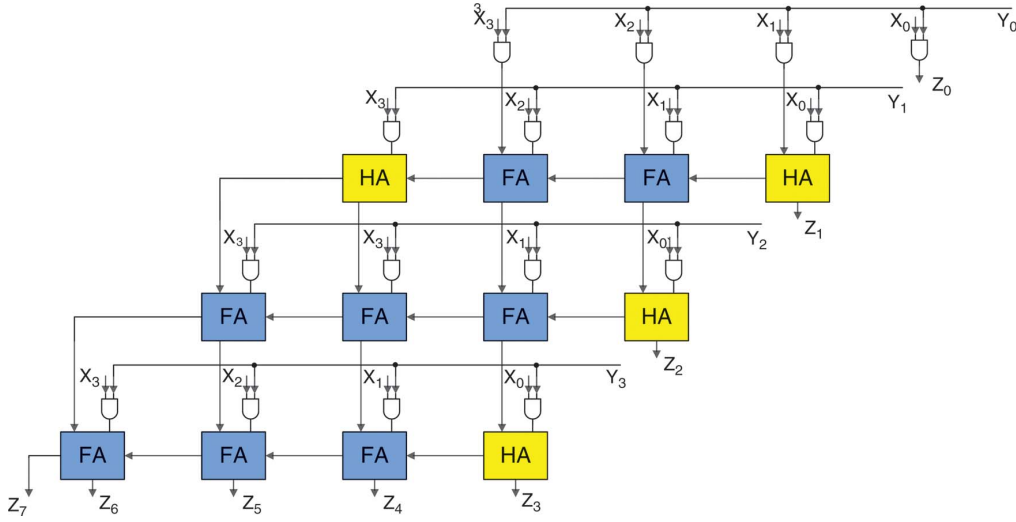 3
X3 X2 X1 X0 Y0
Z0
X3 X2 X1 X0 Y1
HA FA FA HA
Z1
X3 X3 X1 X0 Y2
FA FA FA HA
Z2
X3 X2 X1 X0 Y3
FA FA FA HA
Z7 Z6 Z5 Z4 Z3